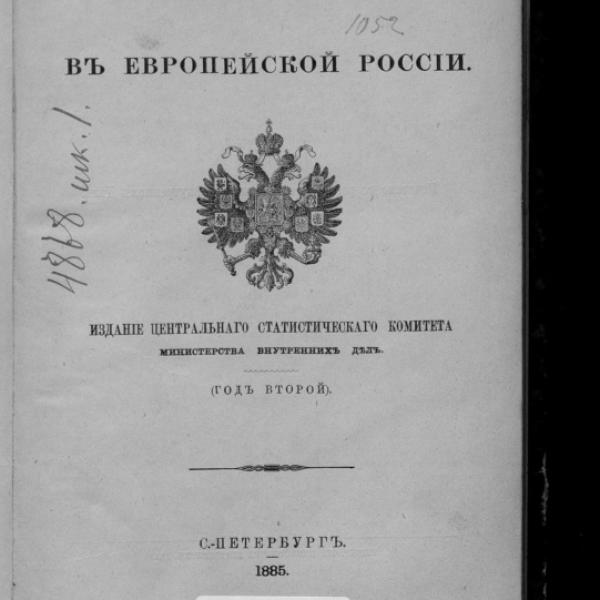 1052
ВЪ ЕВРОПЕЙСКОЙ РОССІИ.
4868. шк. 1.
ИЗДАНІЕ ЦЕНТРАЛЬНАГО СТАТИСТИЧЕСКАГО КОМИТЕТА
МИНИСТЕРСТВА ВНУТРЕННИХЪ ДѢЛЪ.
(ГОДЪ ВТОРОЙ).
С.-ПЕТЕРБУРГЪ.
1885.